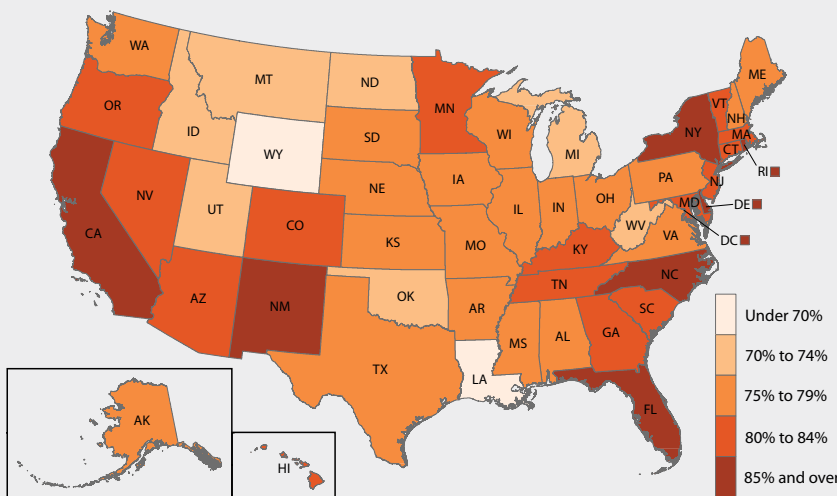 WA
OR
CA
NV
ID
MT
WY
UT
AZ
CO
NM
ND
SD
NE
KS
OK
TX
MN
IA
MO
AR
LA
WI
IL
MI
IN
OH
KY
TN
MS
AL
GA
FL
SC
NC
VA
WV
PA
NY
VT
NH
ME
MA
CT
RI
NJ
DE
MD
DC
AK
HI
Under 70%
70% to 74%
75% to 79%
80% to 84%
85% and over